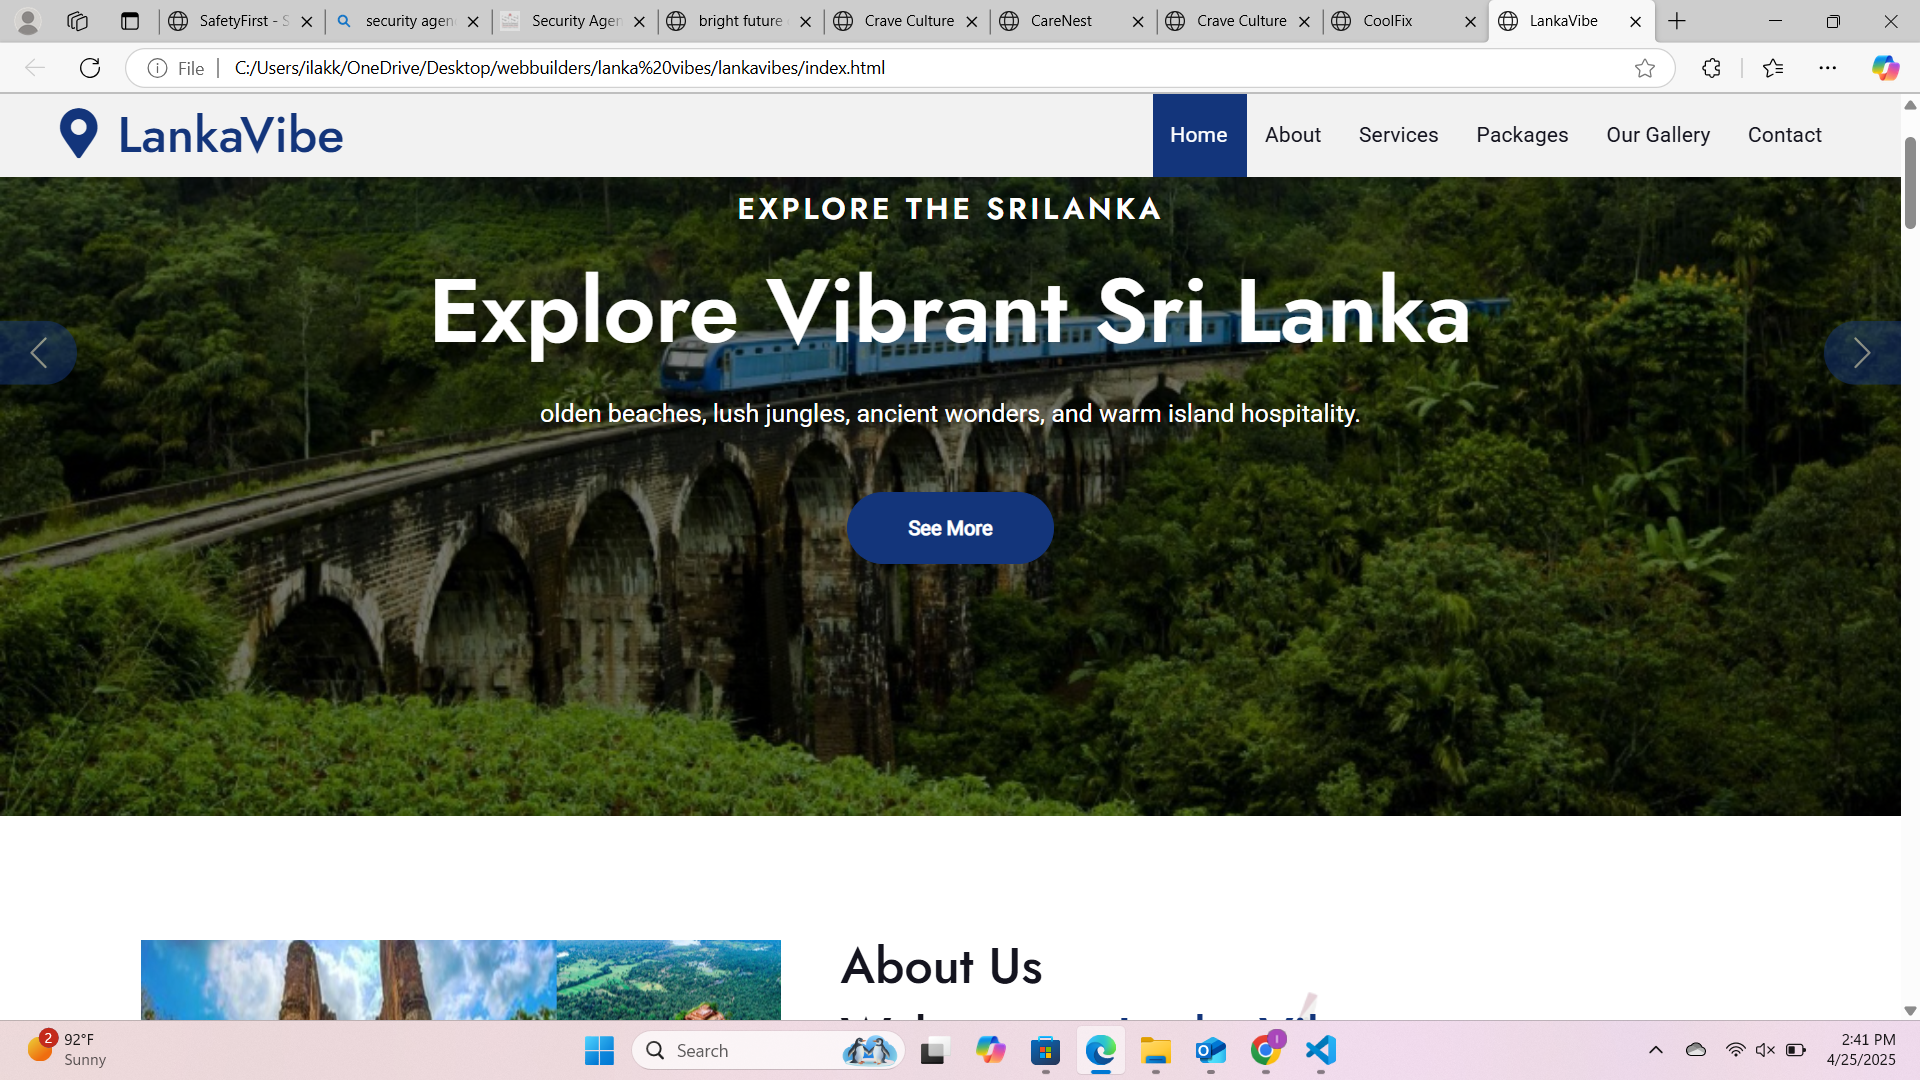 SafetyFirst - S
security agen
Security Agen
bright future
Crave Culture
CareNest
Crave Culture
CoolFix
LankaVibe
File
C:/Users/ilakk/OneDrive/Desktop/webbuilders/lanka%20vibes/lankavibes/index.html
LankaVibe
Home
About
Services
Packages
Our Gallery
Contact
EXPLORE THE SRILANKA
Explore Vibrant Sri Lanka
olden beaches, lush jungles, ancient wonders, and warm island hospitality.
See More
About Us
2
92°F
Sunny
Search
I
2:41 PM
4/25/2025